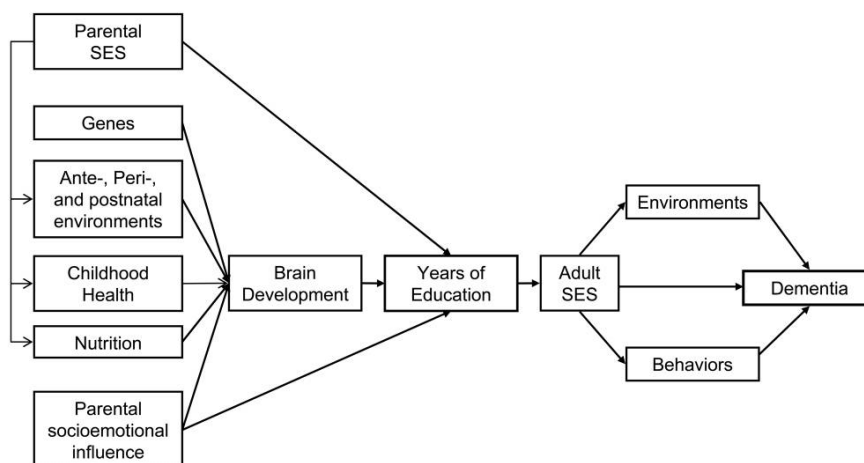 Parental
SES
Genes
Ante-, Peri-,
and postnatal
environments
Childhood
Health
Nutrition
Parental
socioemotional
influence
Brain
Development
Years of
Education
Adult
SES
Environments
Behaviors
Dementia